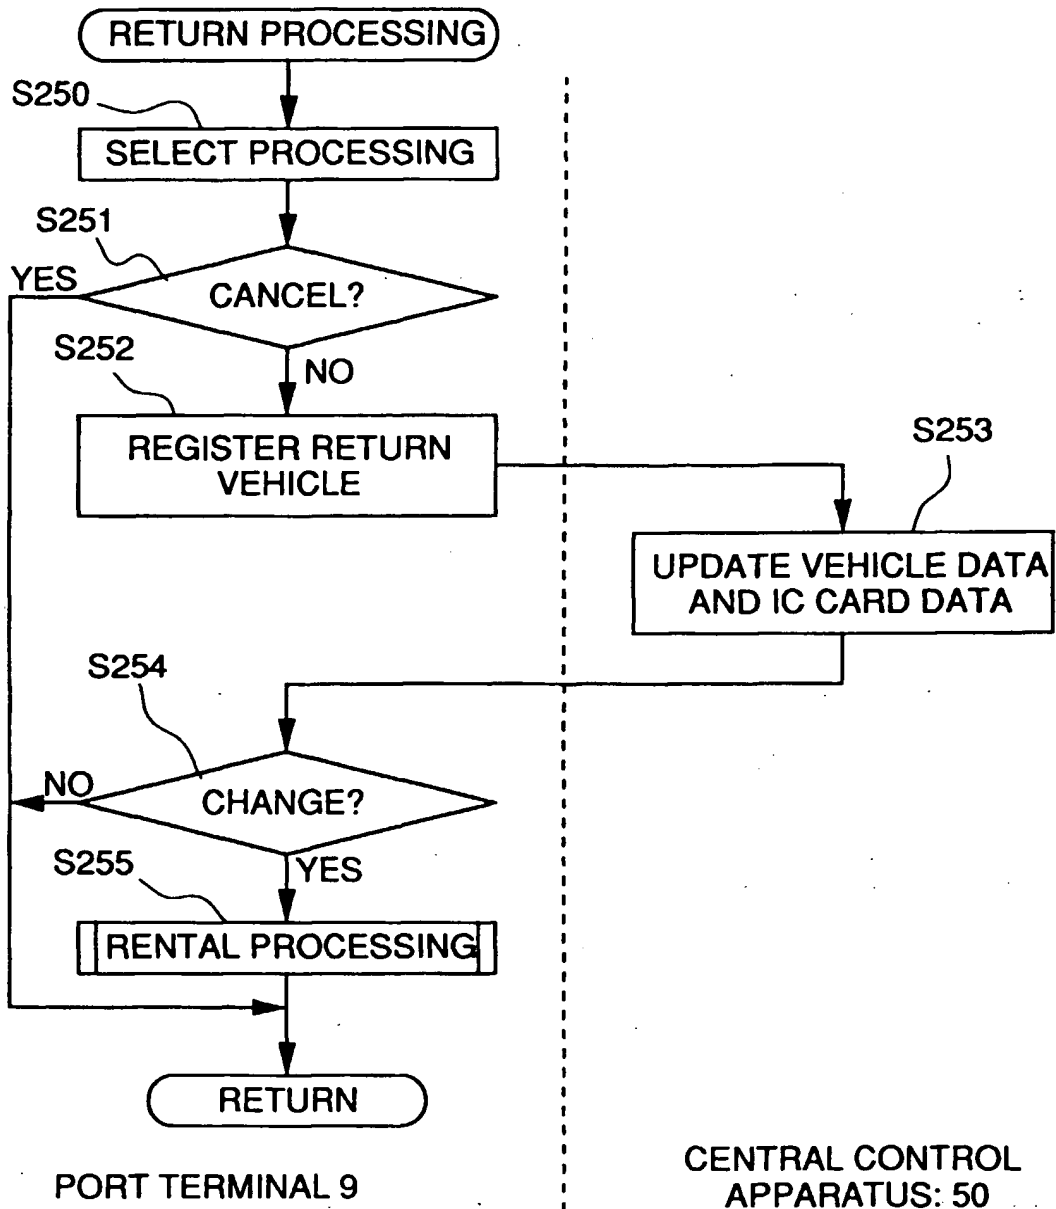 RETURN PROCESSING
S250
SELECT PROCESSING
S251
YES
CANCEL?
S252
NO
REGISTER RETURN
VEHICLE
S253
UPDATE VEHICLE DATA
AND IC CARD DATA
S254
NO
CHANGE?
S255
YES
RENTAL PROCESSING
RETURN
PORT TERMINAL 9
CENTRAL CONTROL
APPARATUS: 50